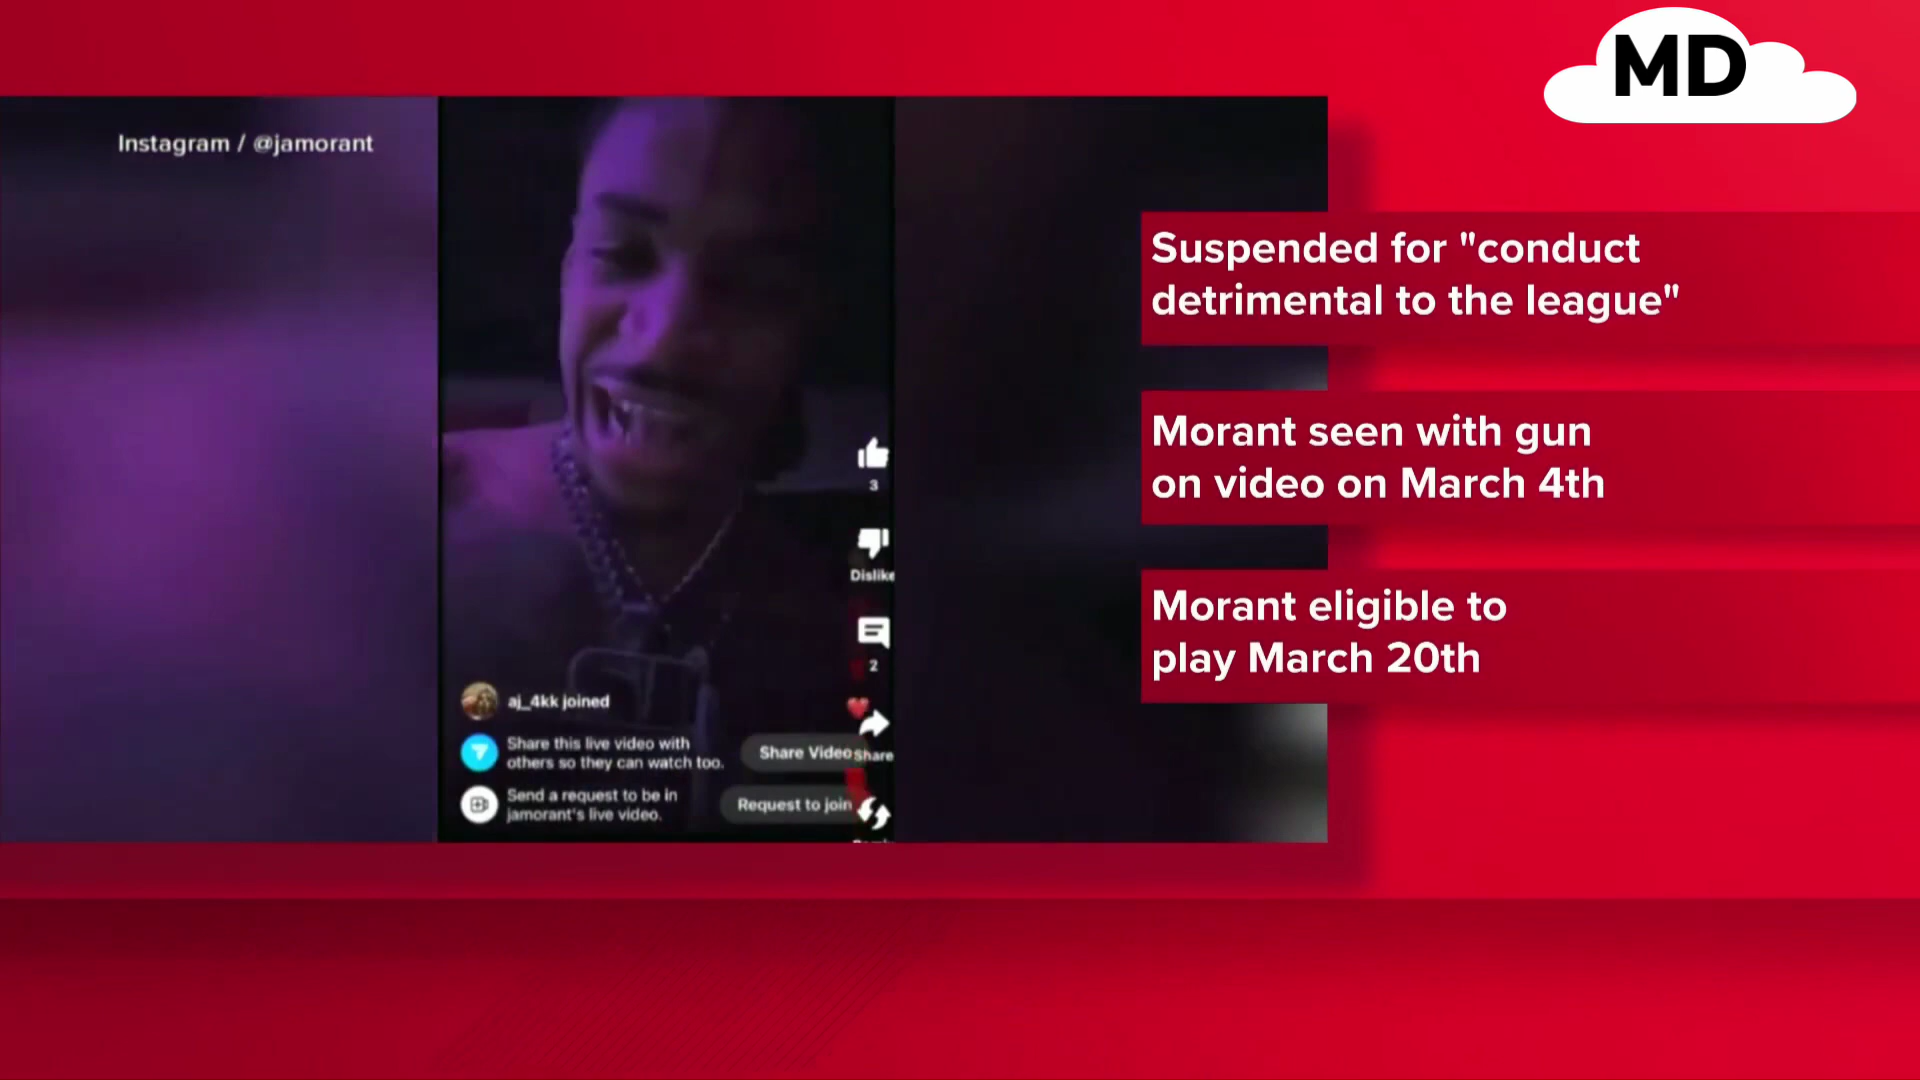 MD
Instagram / @jamorant
Suspended for "conduct
detrimental to the league"
Morant seen with gun
on video on March 4th
Morant eligible to
play March 20th
3
Dislike
2
aj_4kk joined
Share this live video with
others so they can watch too.
Share Video
Share
Send a request to be in
jamorant's live video.
Request to join